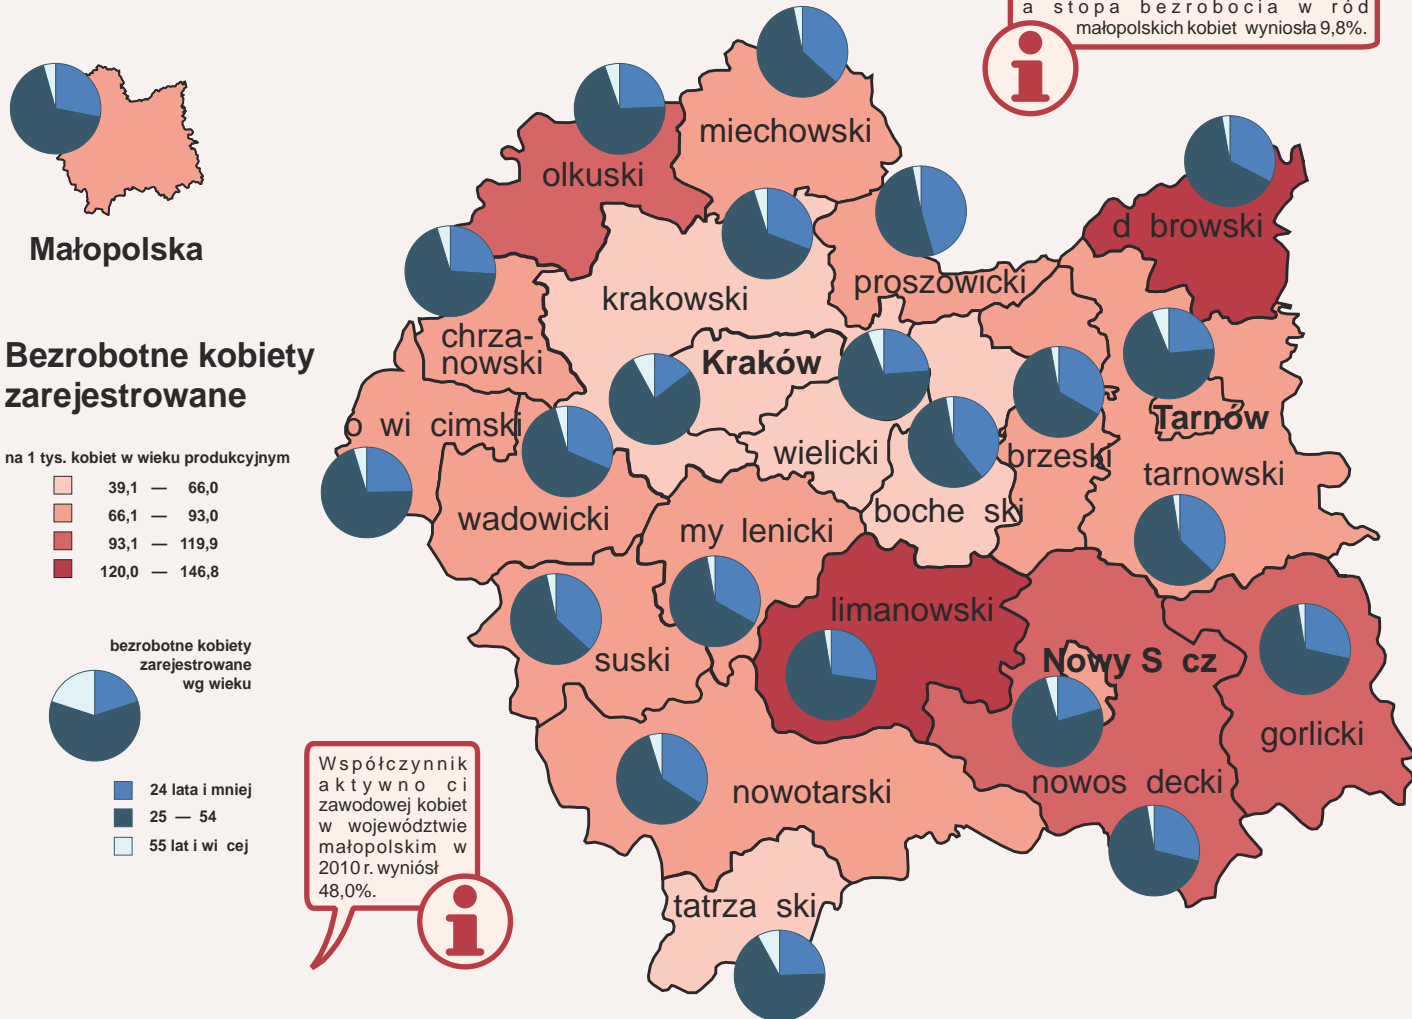 a stopa bezrobocia w ród
małopolskich kobiet wyniosła 9,8%.
miechowski
olkuski
d browski
Małopolska
krakowski
proszowicki
chrza-
nowski
Kraków
Bezrobotne kobiety
zarejestrowane
Tarnów
o wi cimski
wielicki
brzeski
na 1 tys. kobiet w wieku produkcyjnym
tarnowski
39,1 — 66,0
66,1 — 93,0
93,1 — 119,9
120,0 — 146,8
wadowicki
boche ski
my lenicki
limanowski
bezrobotne kobiety
zarejestrowane
wg wieku
suski
Nowy S cz
gorlicki
nowos decki
nowotarski
24 lata i mniej
25 — 54
55 lat i wi cej
Współczynnik
aktywno ci
zawodowej kobiet
w województwie
małopolskim w
2010 r. wyniósł
48,0%.
tatrza ski